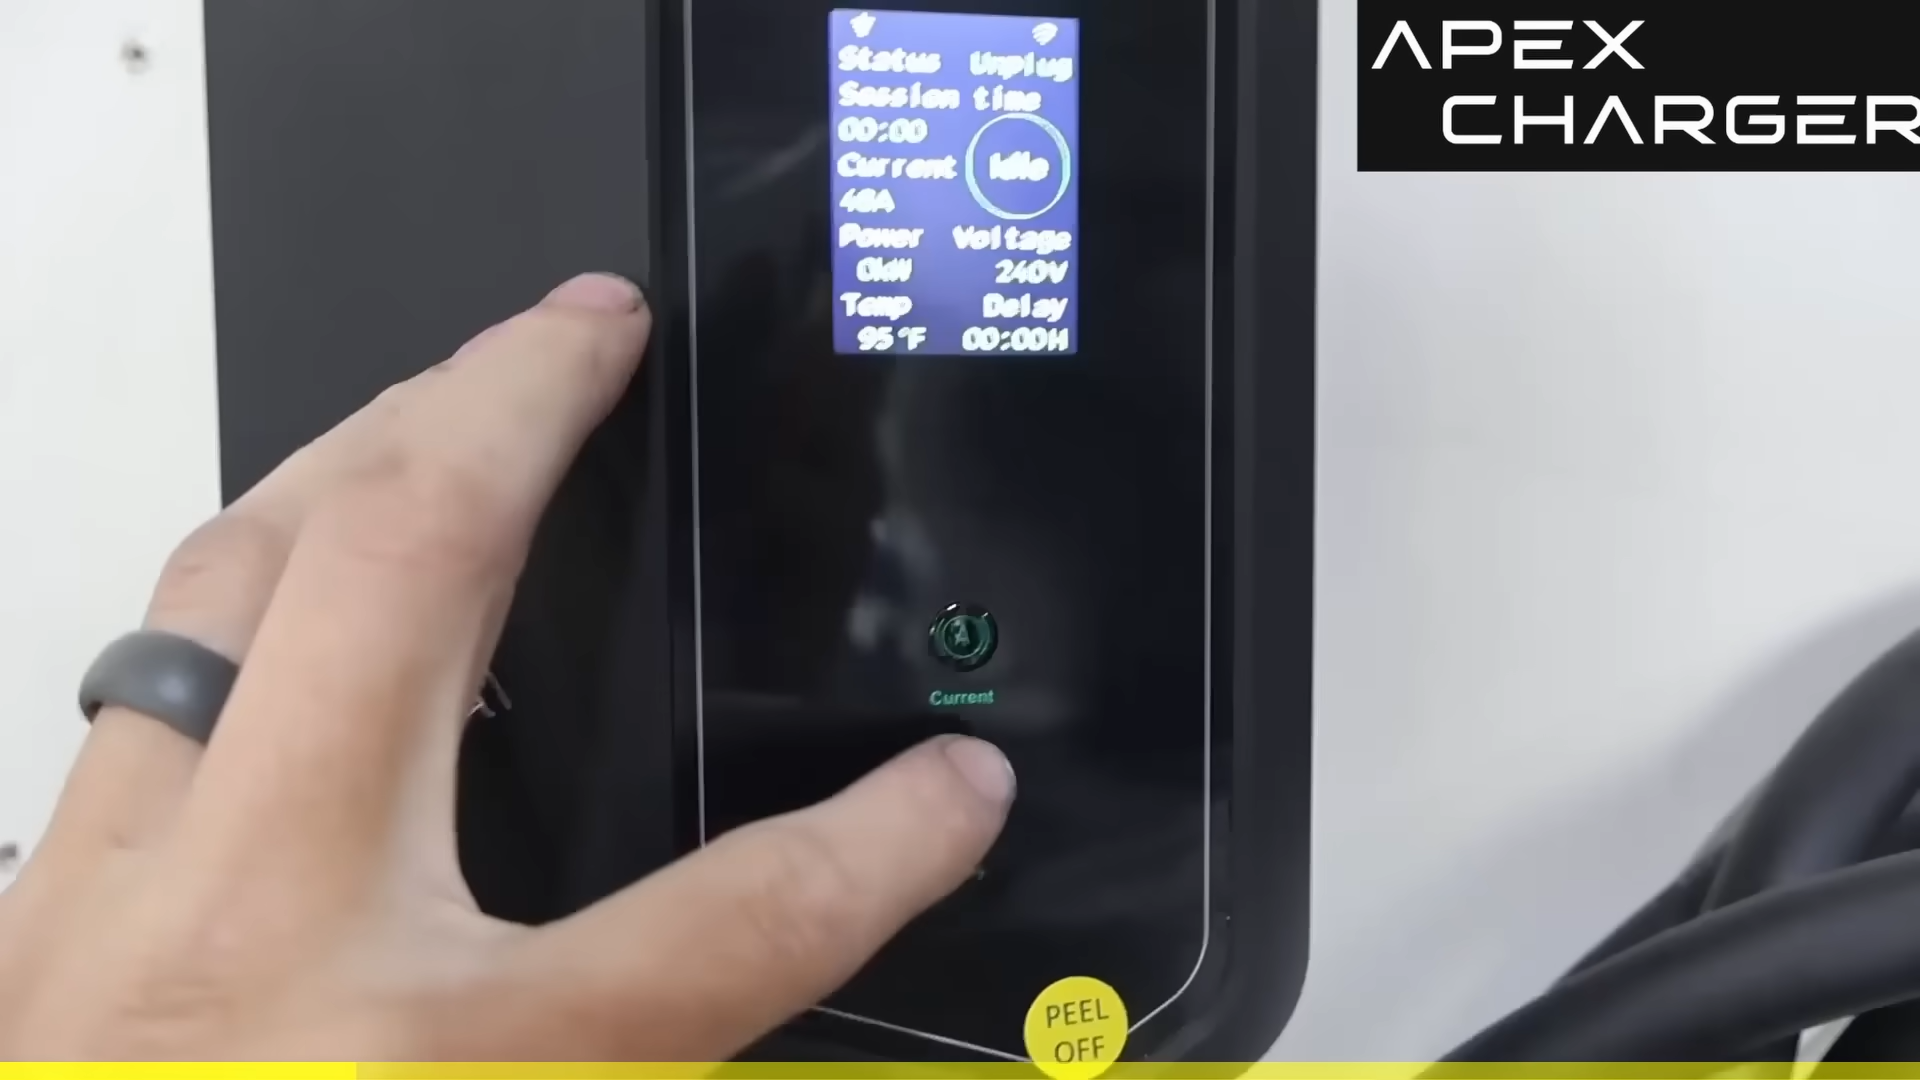 APEX
CHARGER
Status Unplug
Session time
00:00
Idle
Current
48A
Power Voltage
0kW 240V
Temp Delay
95°F 00:00H
A
Current
PEEL
OFF